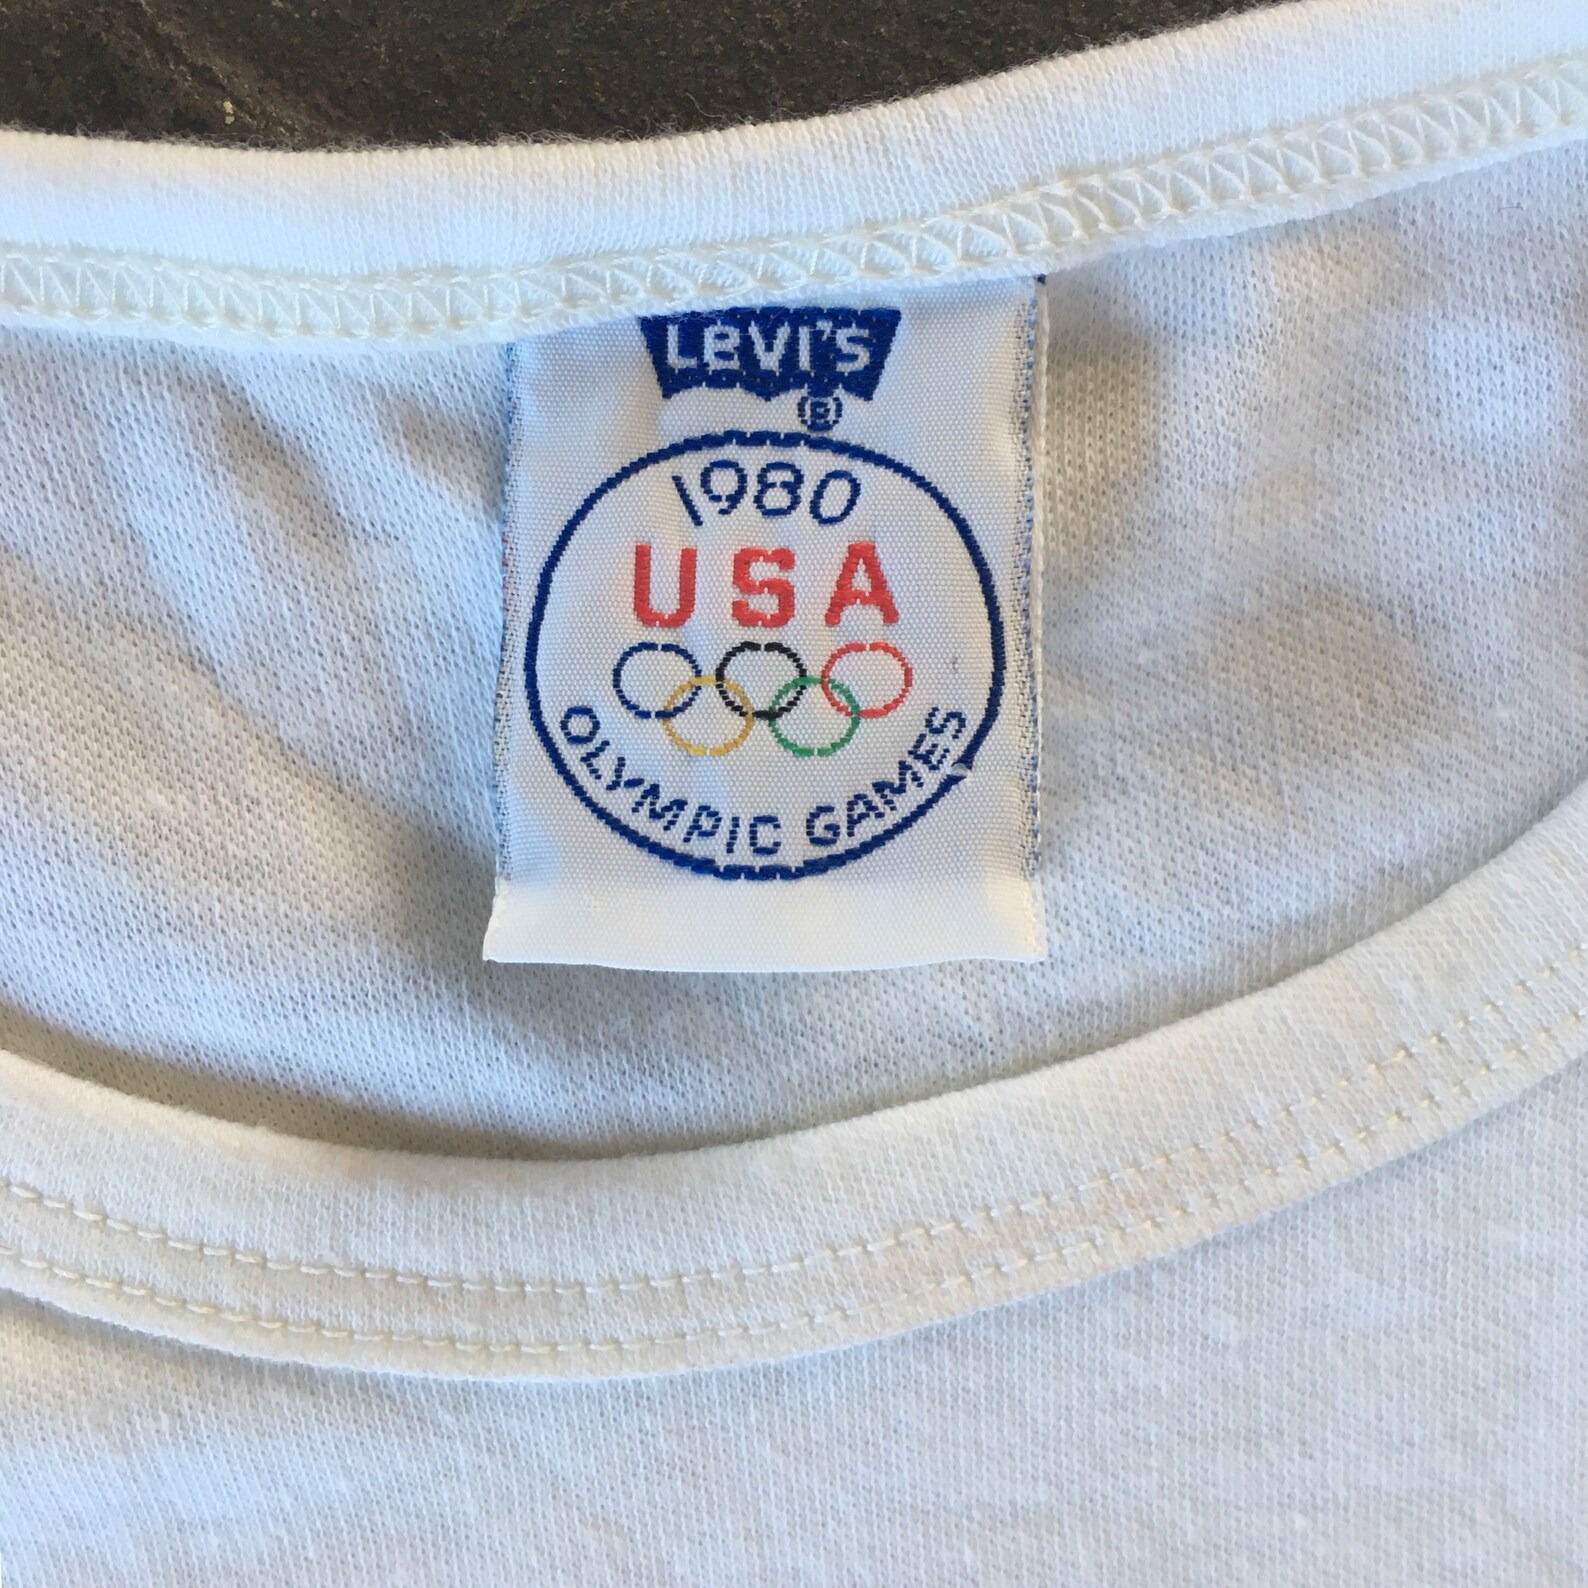 Levi's
®
1980
USA
OLYMPIC GAMES